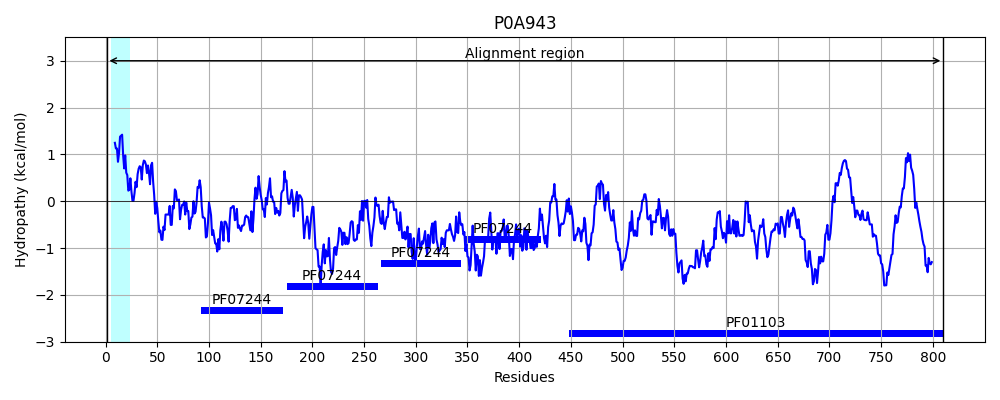 P0A943
Alignment region
3
2
1
0
−1
−2
−3
Hydropathy (kcal/mol)
PF07244
PF07244
PF07244
PF07244
PF01103
0 50 100 150 200 250 300 350 400 450 500 550 600 650 700 750 800
Residues